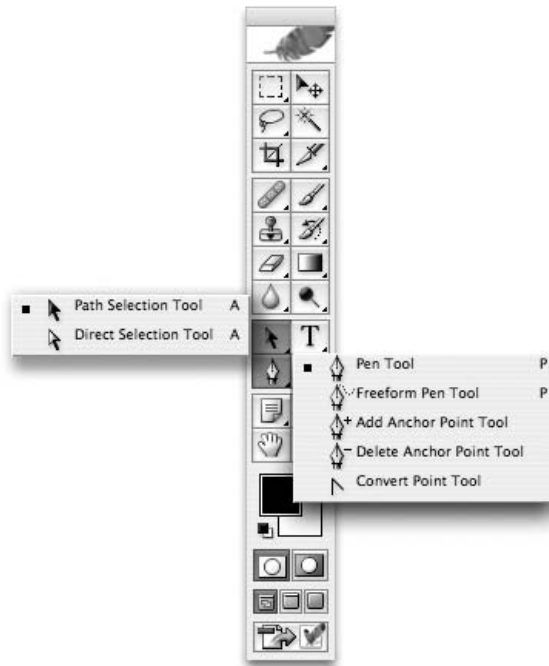 Path Selection Tool A
Direct Selection Tool A
T
Pen Tool P
Freeform Pen Tool P
Add Anchor Point Tool
Delete Anchor Point Tool
Convert Point Tool